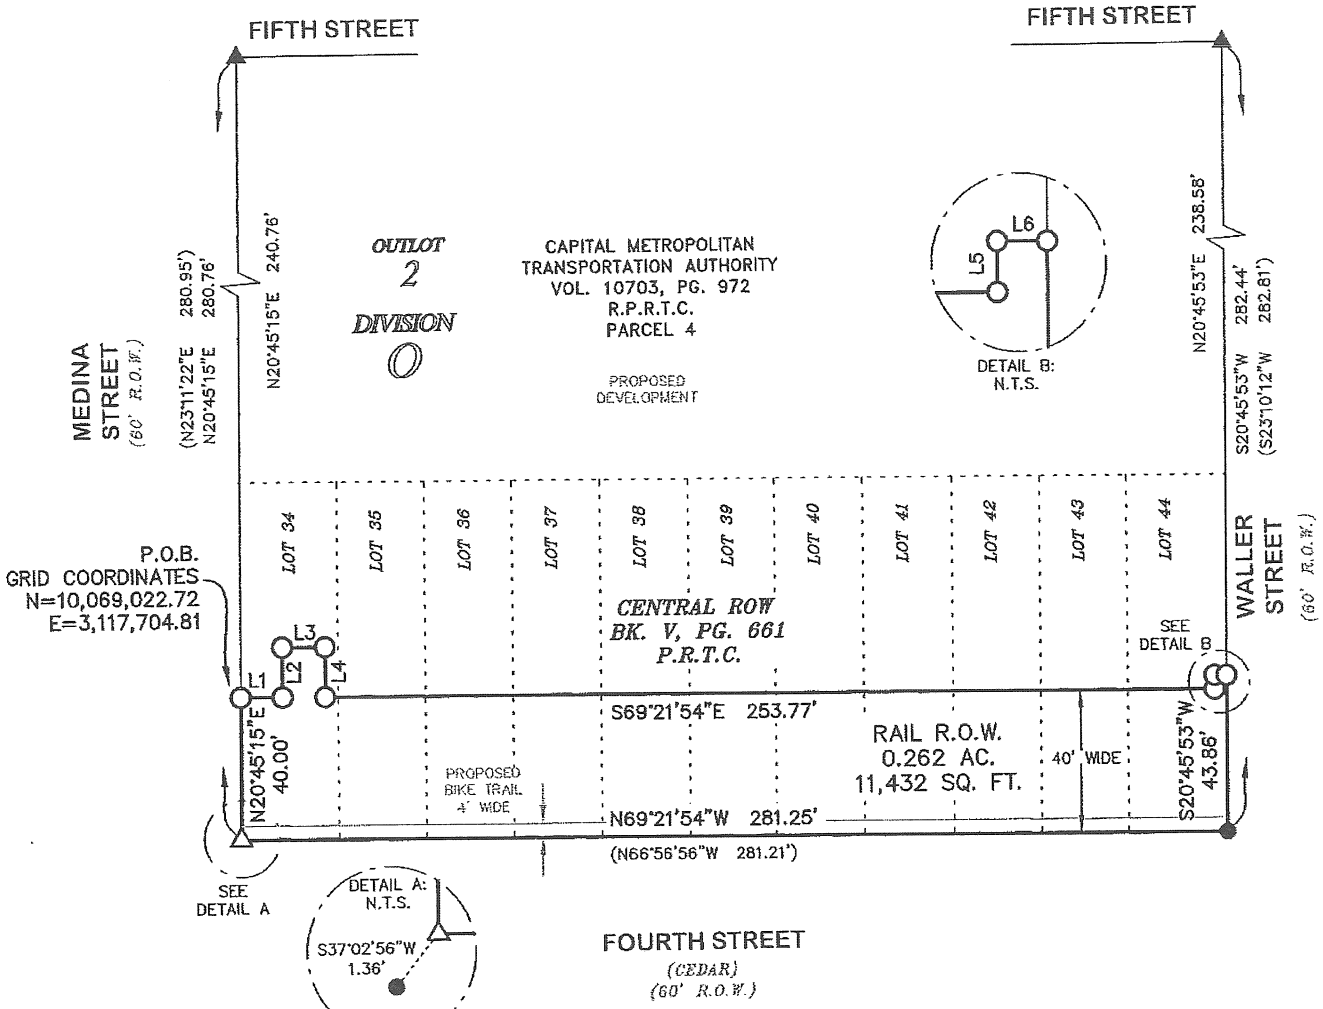 FIFTH STREET
FIFTH STREET
N20°45'15"E 240.76'
(N23°11'22"E 280.95')
N20°45'15"E 280.76'
MEDINA
STREET
(60' R.O.W.)
OUTLOT
2
DIVISION
O
CAPITAL METROPOLITAN
TRANSPORTATION AUTHORITY
VOL. 10703, PG. 972
R.P.R.T.C.
PARCEL 4
PROPOSED
DEVELOPMENT
L6
L5
DETAIL B:
N.T.S.
N20°45'53"E 238.58'
S20°45'53"W 282.44'
(S23°10'12"W 282.81')
WALLER
STREET
(60' R.O.W.)
LOT 34
LOT 35
LOT 36
LOT 37
LOT 38
LOT 39
LOT 40
LOT 41
LOT 42
LOT 43
LOT 44
P.O.B.
GRID COORDINATES
N=10,069,022.72
E=3,117,704.81
CENTRAL ROW
BK. V, PG. 661
P.R.T.C.
SEE
DETAIL B
L1
L2
L3
L4
S69°21'54"E 253.77'
N20°45'15"E
40.00'
PROPOSED
BIKE TRAIL
4' WIDE
RAIL R.O.W.
0.262 AC.
11,432 SQ. FT.
40' WIDE
S20°45'53"W
43.86'
N69°21'54"W 281.25'
(N66°56'56"W 281.21')
SEE
DETAIL A
DETAIL A:
N.T.S.
S37°02'56"W
1.36'
FOURTH STREET
(CEDAR)
(60' R.O.W.)